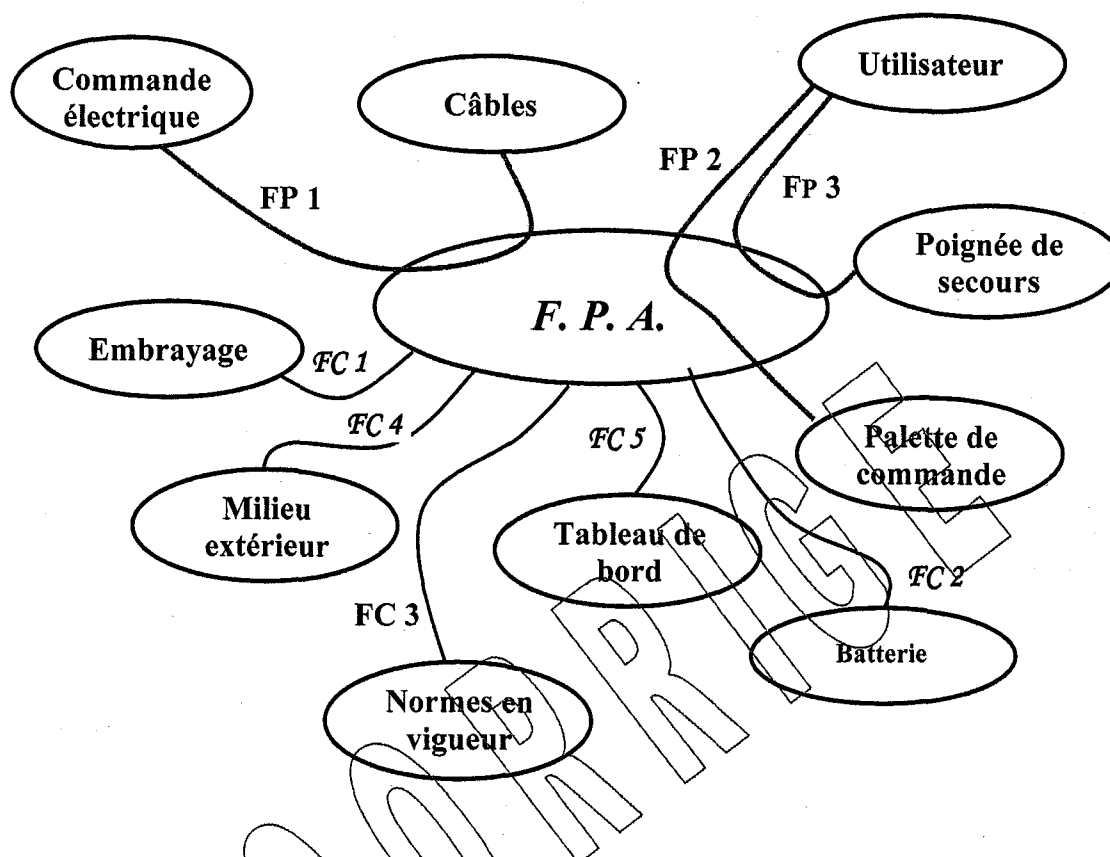 Commande
électrique
Câbles
Utilisateur
FP 1
FP 2
FP 3
Poignée de
secours
F. P. A.
Embrayage
FC 1
FC 4
FC 5
Palette de
commande
Milieu
extérieur
Tableau de
bord
FC 2
FC 3
Batterie
Normes en
vigueur
CORRIGE